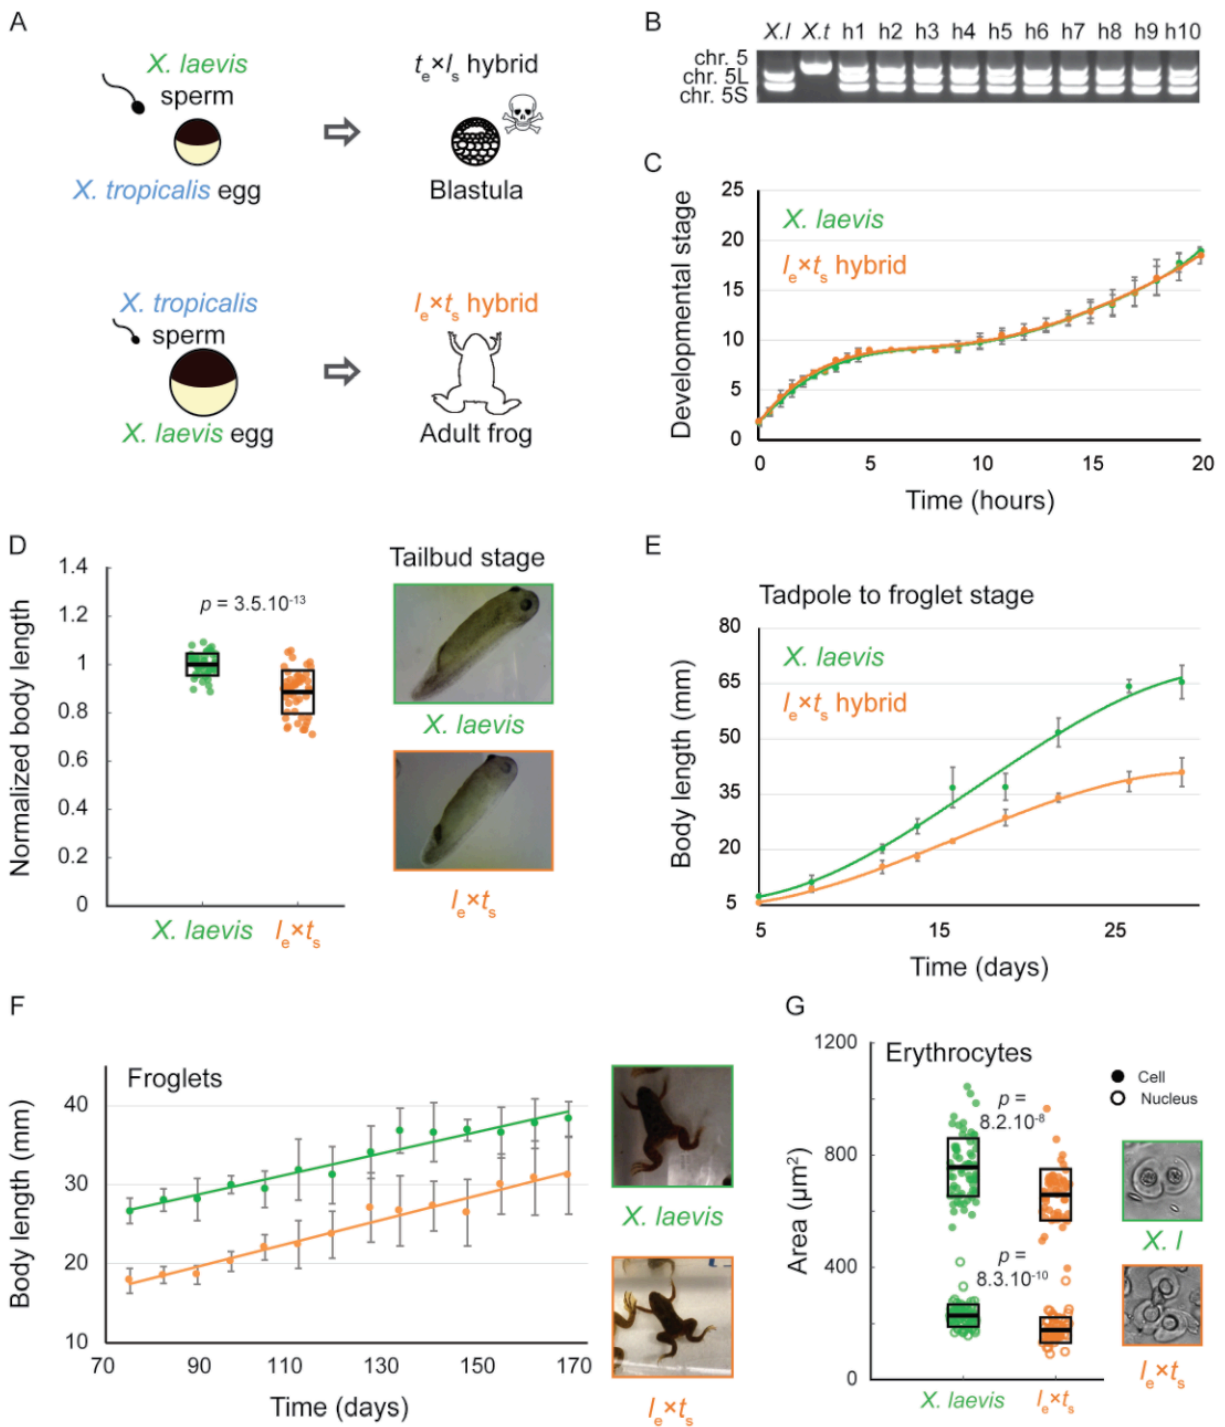 A
X. laevis
sperm
X. tropicalis egg
te×ls hybrid
Blastula
X. tropicalis
sperm
X. laevis egg
le×ts hybrid
Adult frog
B
X.l X.t h1 h2 h3 h4 h5 h6 h7 h8 h9 h10
chr. 5
chr. 5L
chr. 5S
C
X. laevis
le×ts hybrid
Developmental stage
25
20
15
10
5
0
0 5 10 15 20
Time (hours)
D
Normalized body length
1.4
1.2
1
0.8
0.6
0.4
0.2
0
p = 3.5.10-13
X. laevis le×ts
Tailbud stage
X. laevis
le×ts
E
Tadpole to froglet stage
X. laevis
le×ts hybrid
Body length (mm)
80
65
50
35
20
5
5 15 25
Time (days)
F
Froglets
Body length (mm)
40
30
20
10
70 90 110 130 150 170
Time (days)
X. laevis
le×ts
G
Erythrocytes
Area (µm2)
1200
800
400
0
p =
8.2.10-8
p =
8.3.10-10
Cell
Nucleus
X. laevis le×ts
X. l
le×ts